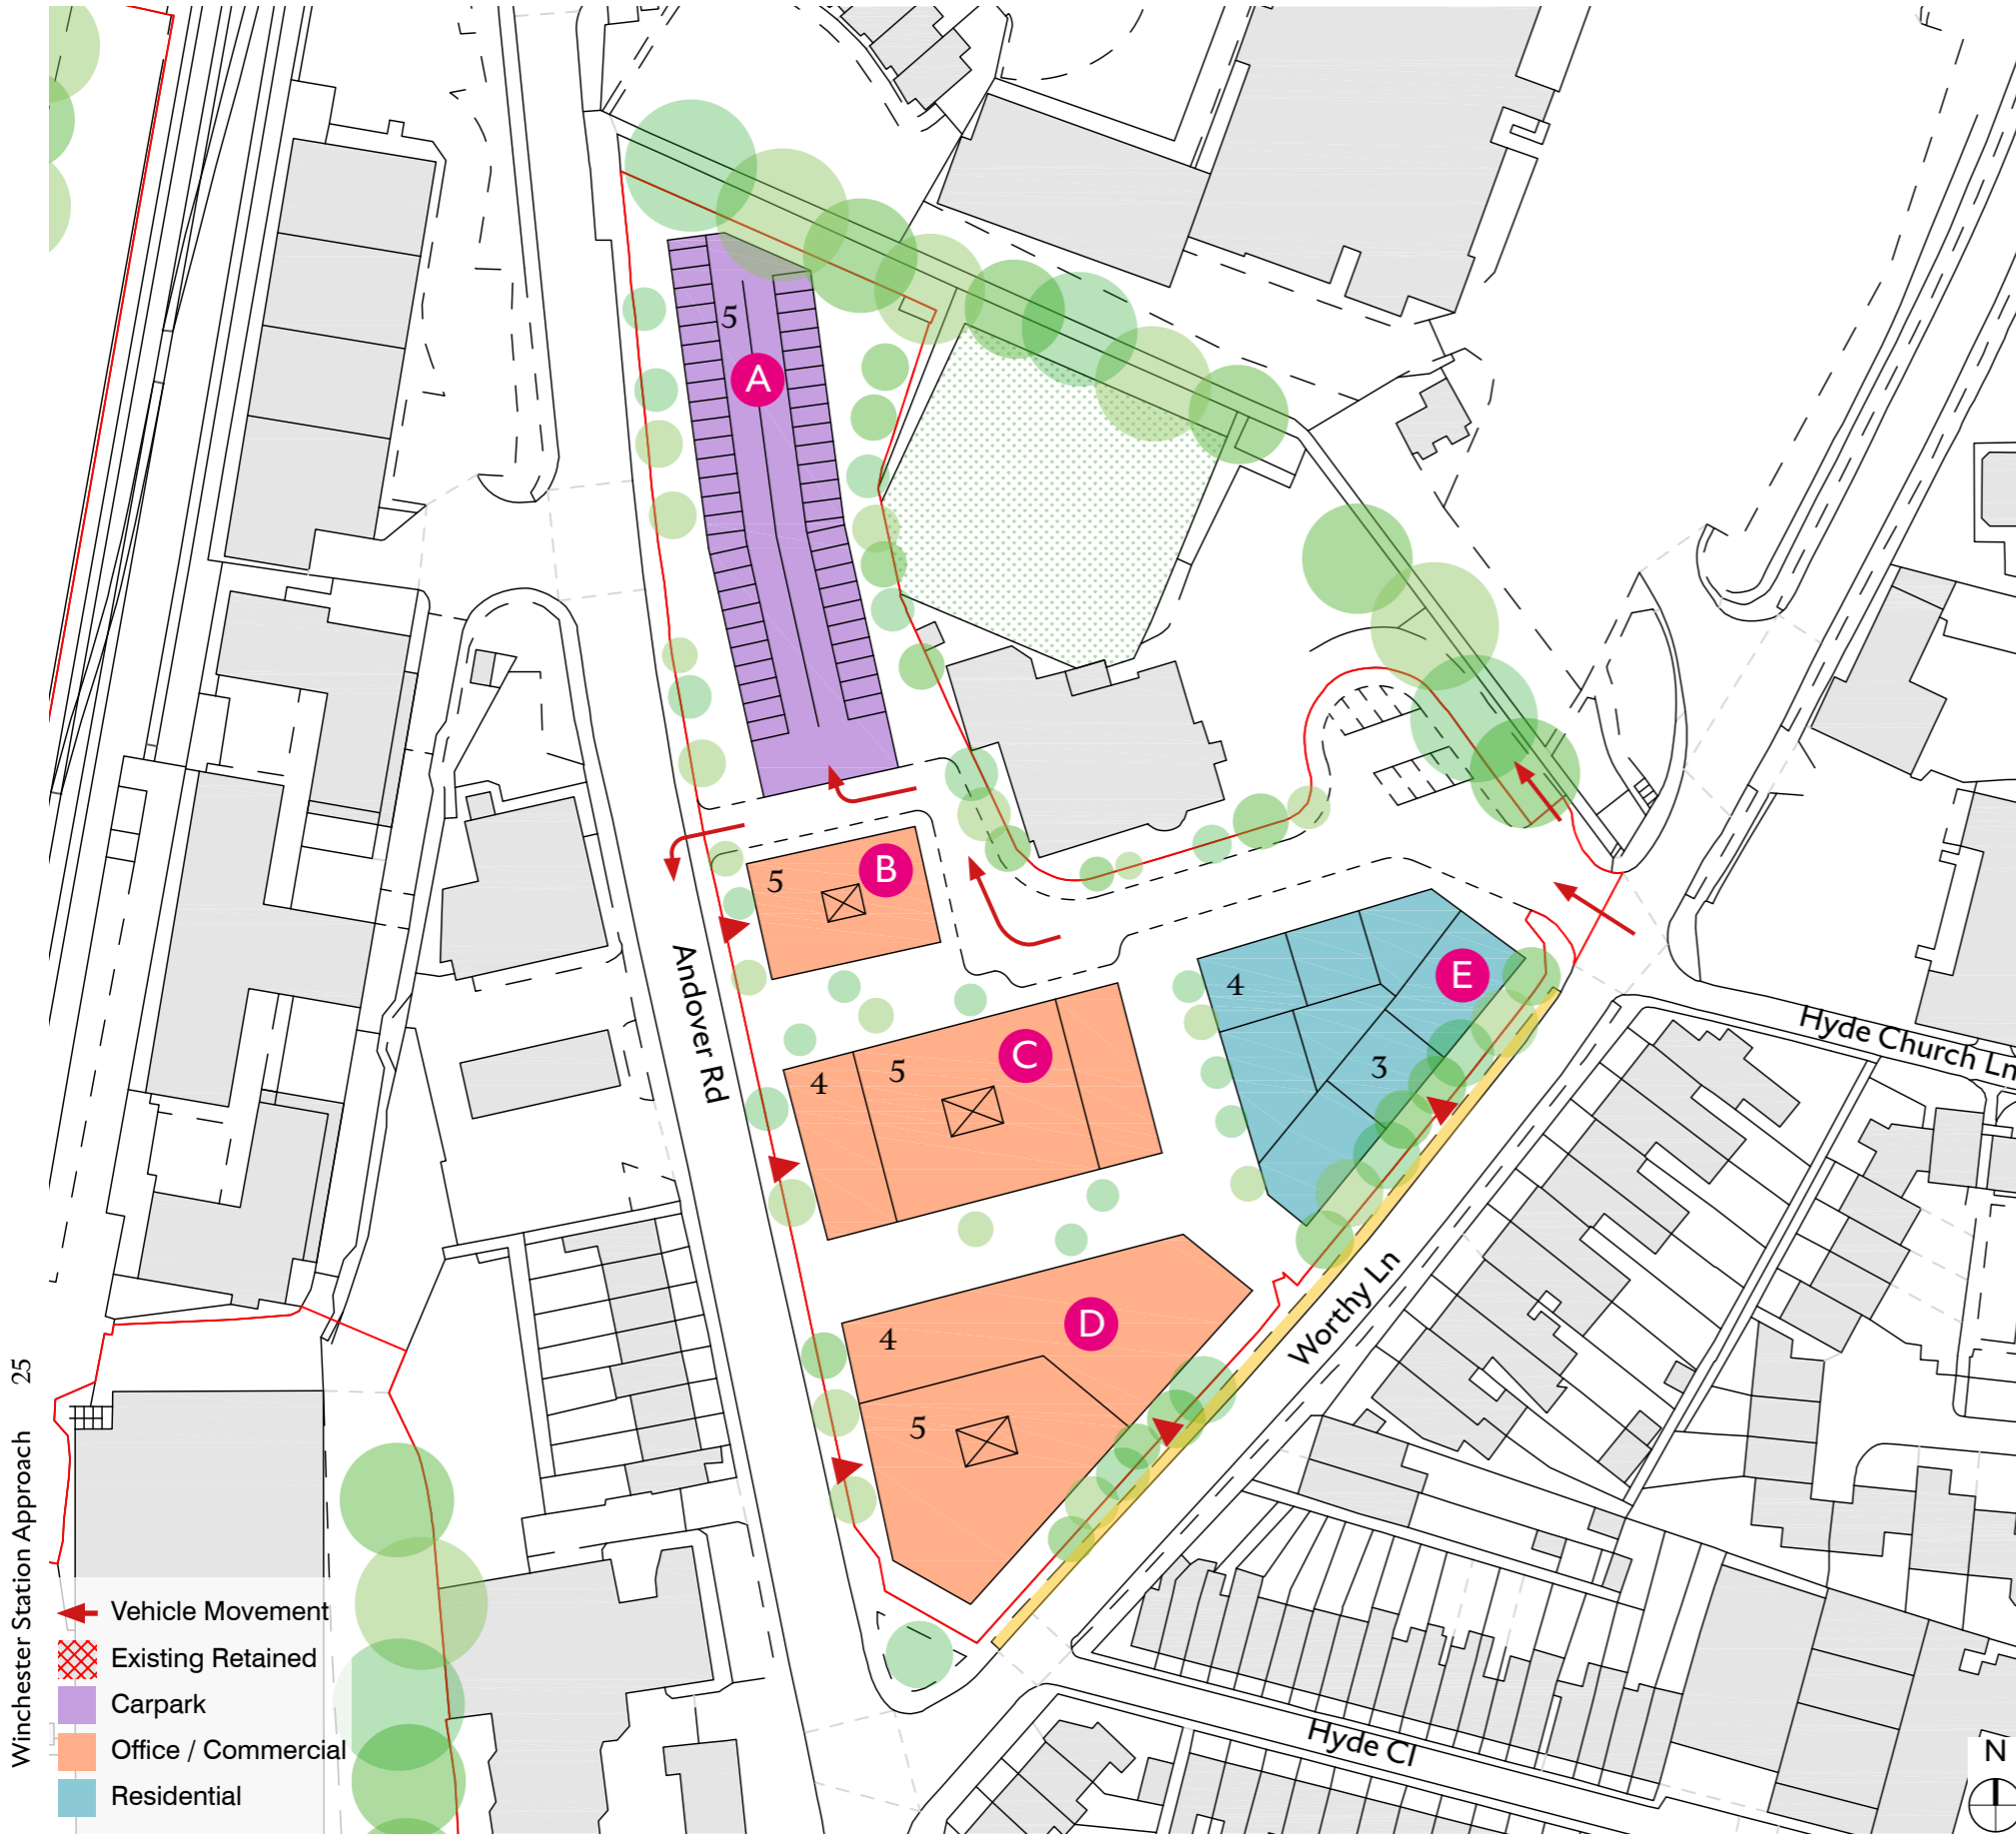 5
A
B
5
C
4
5
E
4
3
D
4
5
Andover Rd
Worthy Ln
Hyde Church Ln
Hyde Cl
N
Winchester Station Approach 25
Vehicle Movement
Existing Retained
Carpark
Office / Commercial
Residential